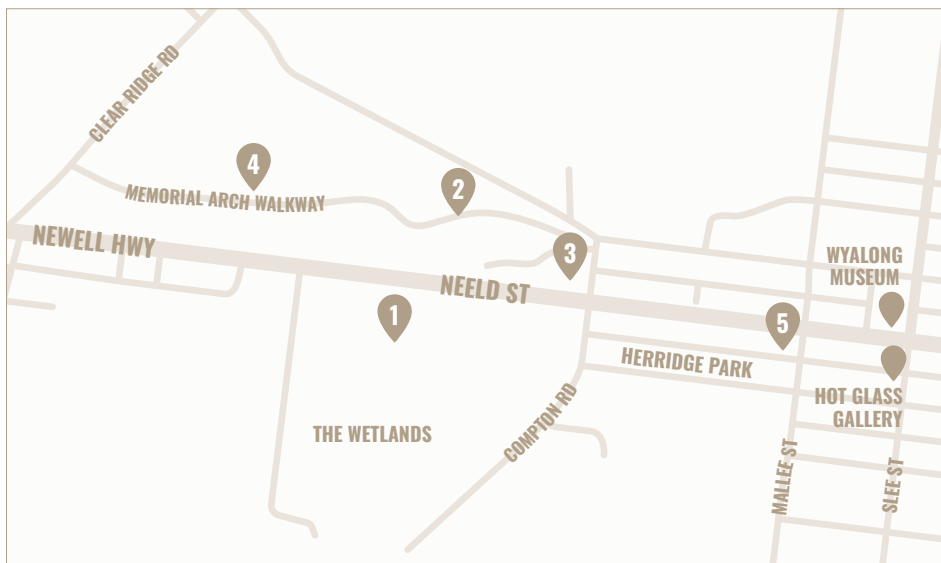 CLEAR RIDGE RD
4
MEMORIAL ARCH WALKWAY
2
NEWELL HWY
3
WYALONG
MUSEUM
NEELD ST
1
5
HERRIDGE PARK
HOT GLASS
GALLERY
THE WETLANDS
COMPTON RD
MALLEE ST
SLEE ST